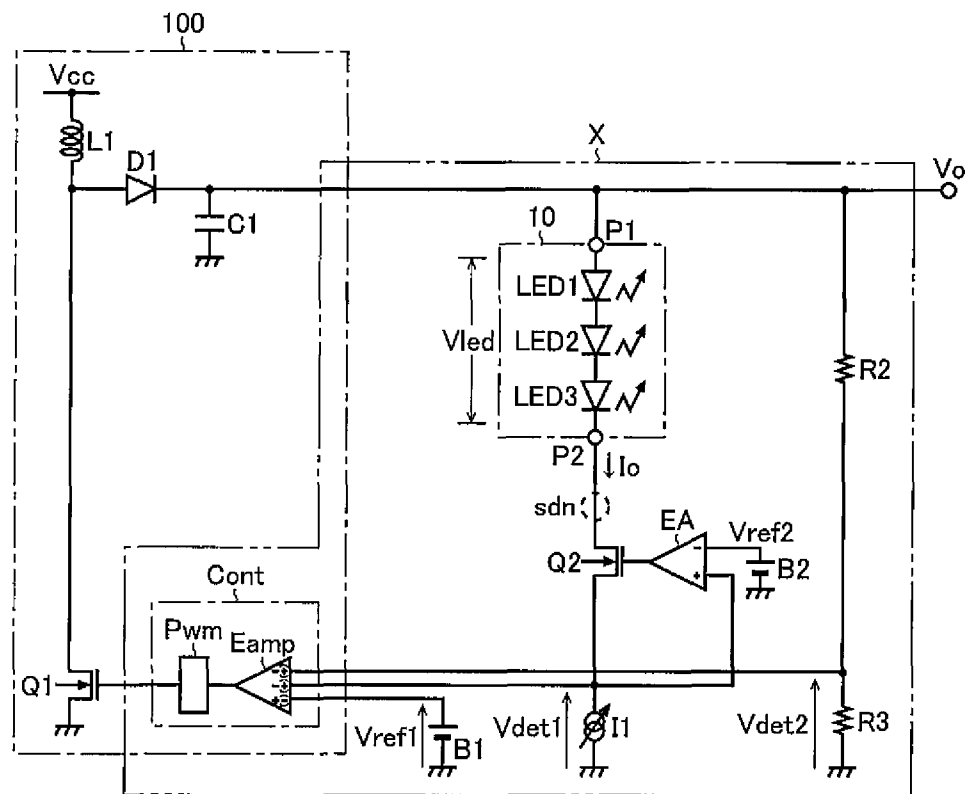 100
Vcc
L1
D1
X
Vo
C1
10
P1
LED1
Vled
LED2
R2
LED3
P2
Io
sdn
EA
Vref2
Q2
B2
Cont
Pwm
Eamp
Q1
Vref1
B1
Vdet1
I1
Vdet2
R3